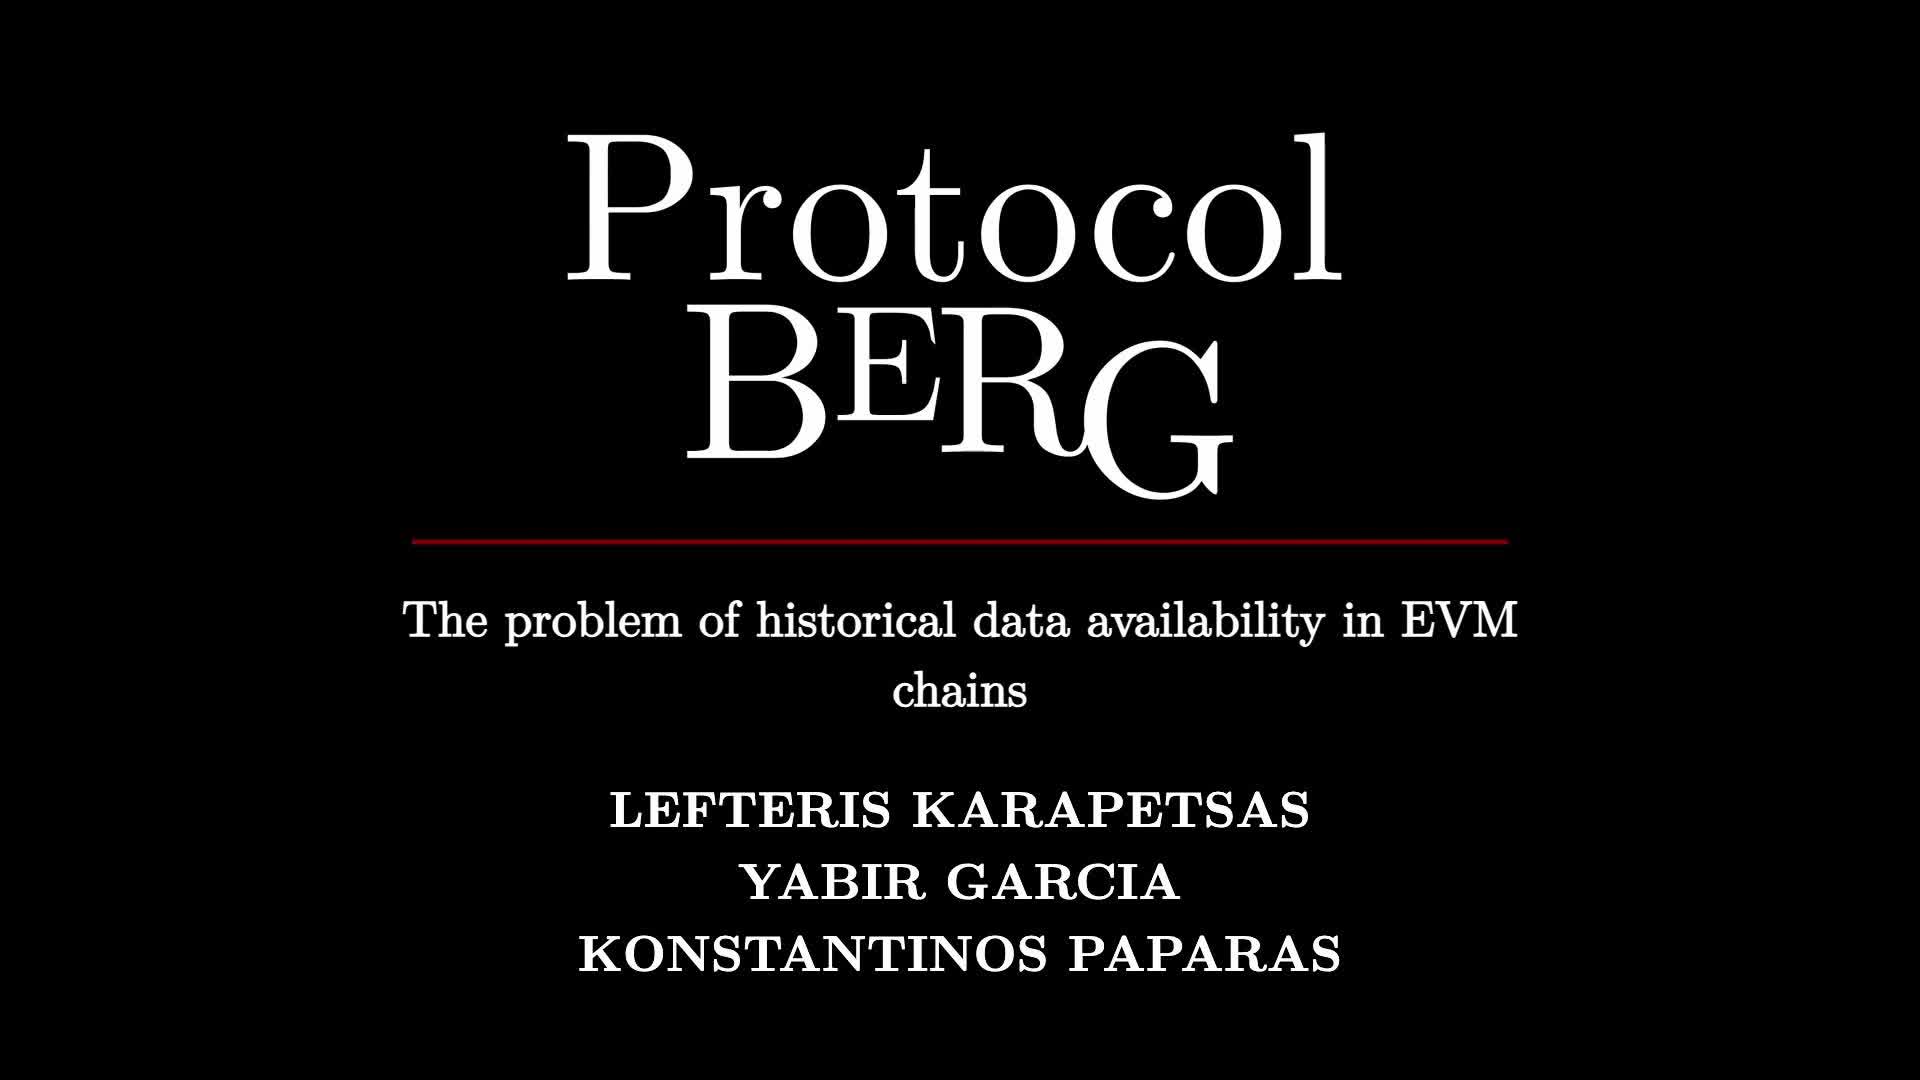 Protocol
BERG
The problem of historical data availability in EVM
chains
LEFTERIS KARAPETSAS
YABIR GARCIA
KONSTANTINOS PAPARAS